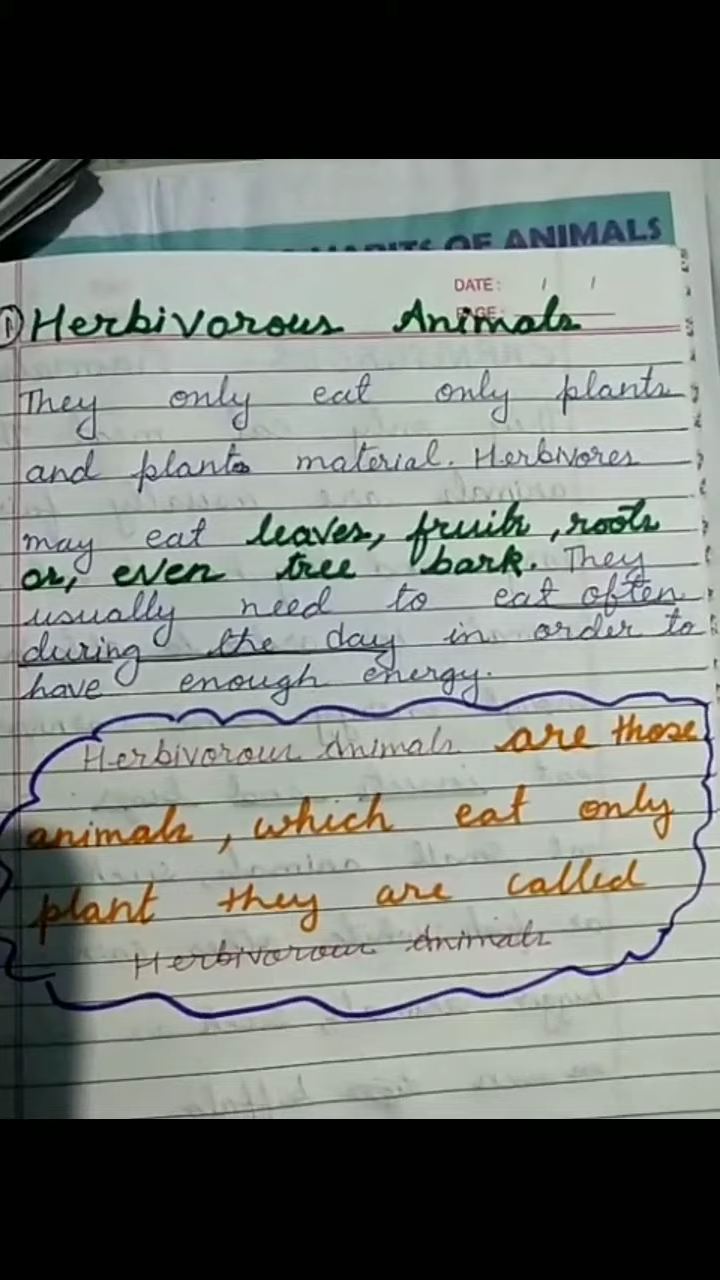 HABITS OF ANIMALS
DATE: / /
PAGE:
① Herbivorous Animals
They only eat only plants
and plants material. Herbivores
may eat leaves, fruits, roots
or, even tree bark. They
usually need to eat often
during the day in order to
have enough energy.
Herbivorous Animals are those
animals, which eat only
plant they are called
Herbivorous Animals